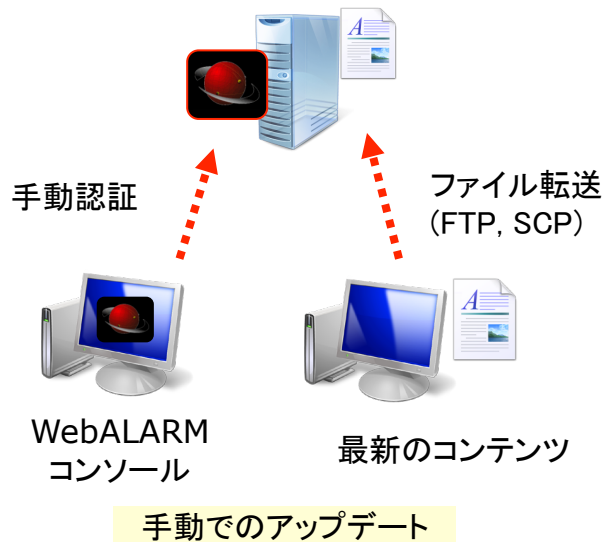 手動認証
ファイル転送
(FTP, SCP)
WebALARM
コンソール
最新のコンテンツ
手動でのアップデート